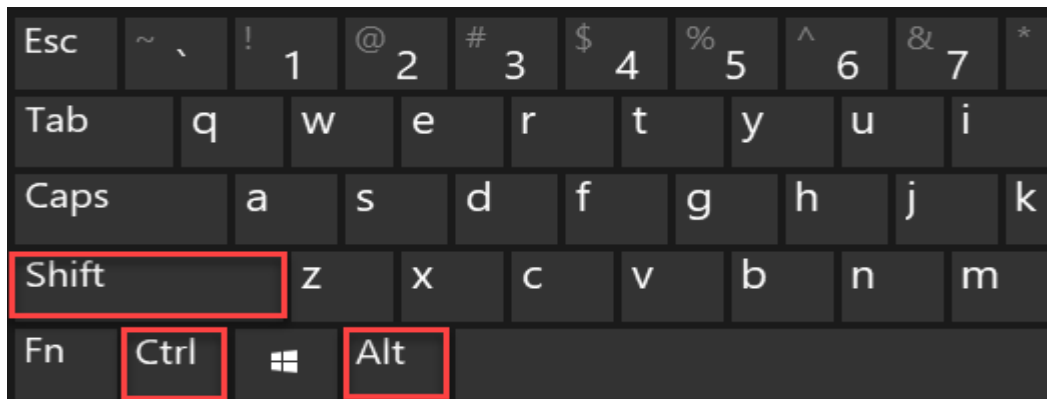 Esc ~ ` ! 1 @ 2 # 3 $ 4 % 5 ^ 6 & 7 *
Tab q w e r t y u i
Caps a s d f g h j k
Shift z x c v b n m
Fn Ctrl Alt